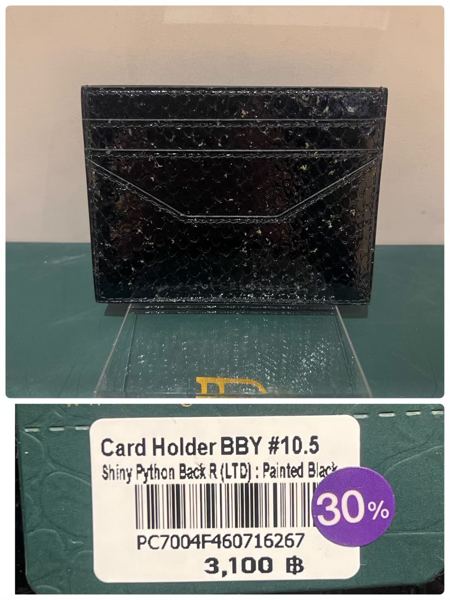 Card Holder BBY #10.5
Shiny Python Back R (LTD) : Painted Black
30%
PC7004F460716267
3,100 ฿